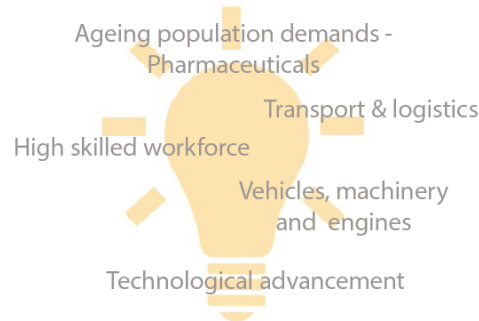 Ageing population demands -
Pharmaceuticals
Transport & logistics
High skilled workforce
Vehicles, machinery
and engines
Technological advancement